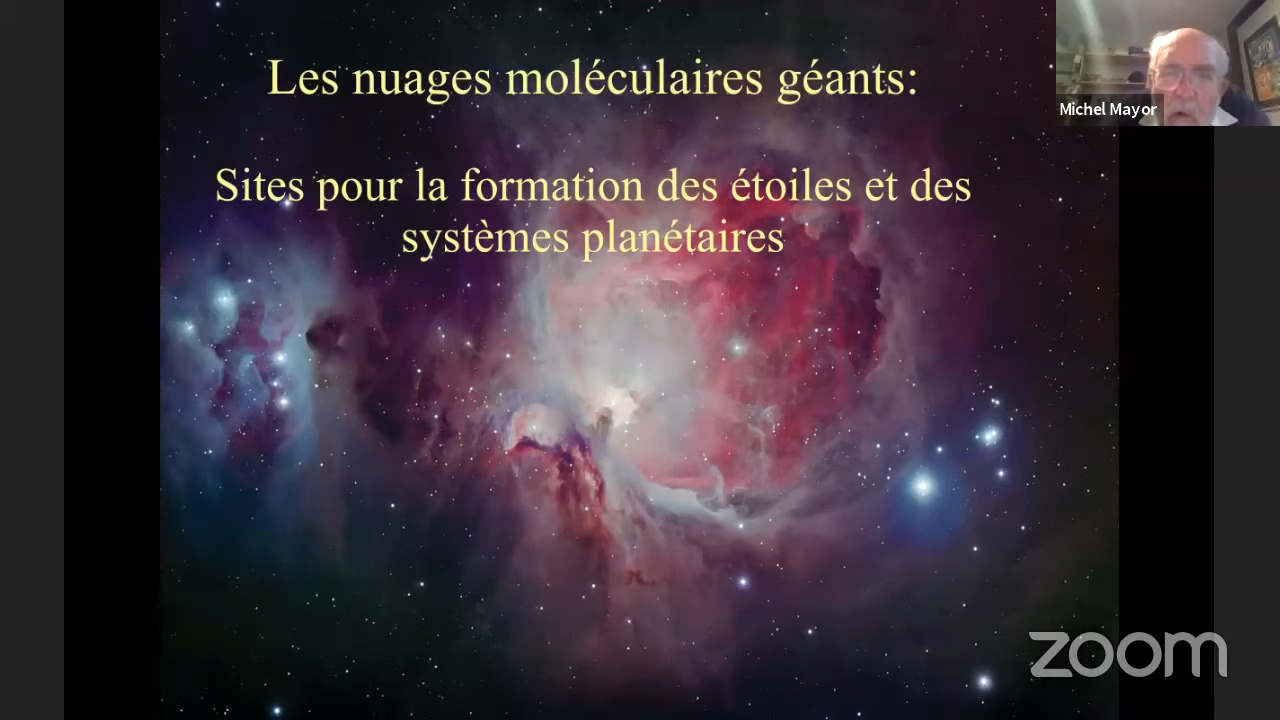 Les nuages moléculaires géants:
Sites pour la formation des étoiles et des
systèmes planétaires
Michel Mayor
zoom